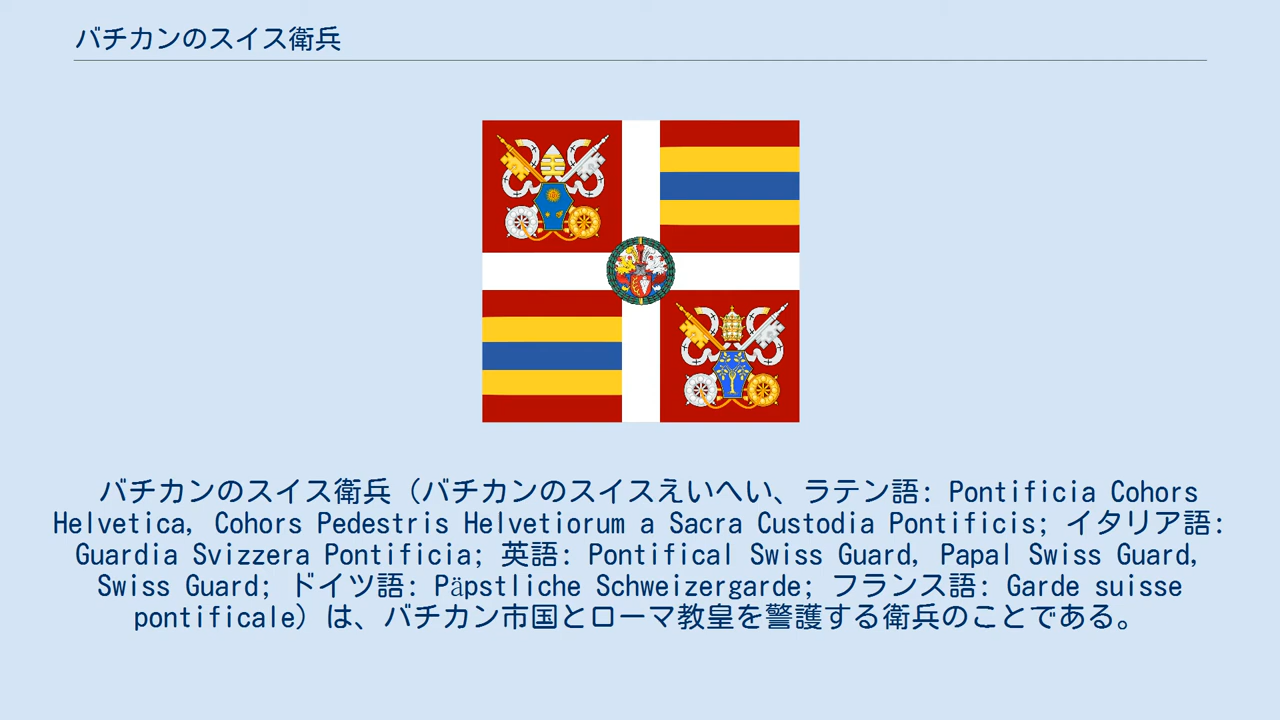 バチカンのスイス衛兵
バチカンのスイス衛兵（バチカンのスイスえいへい、ラテン語: Pontificia Cohors
Helvetica, Cohors Pedestris Helvetiorum a Sacra Custodia Pontificis; イタリア語:
Guardia Svizzera Pontificia; 英語: Pontifical Swiss Guard, Papal Swiss Guard,
Swiss Guard; ドイツ語: Päpstliche Schweizergarde; フランス語: Garde suisse
pontificale）は、バチカン市国とローマ教皇を警護する衛兵のことである。